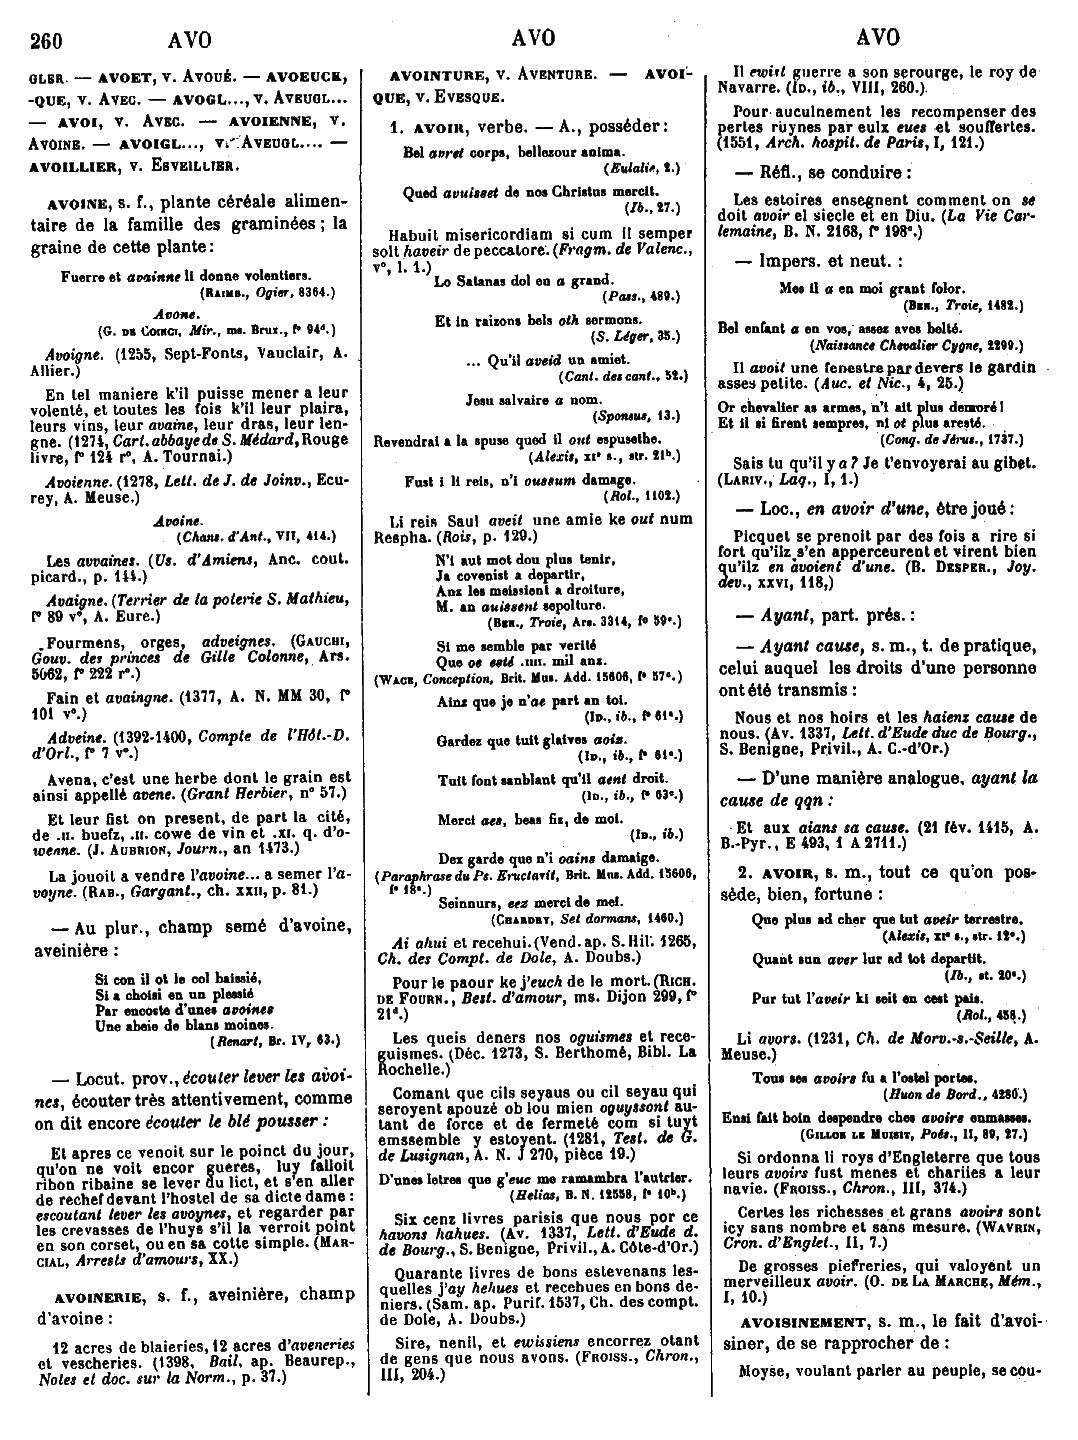 260 AVO AVO AVO
GLER. — AVOET, V. AVOUÉ. — AVOEUCK,
-QUE, V. AVEC. — AVOGL..., V. AVEUGL...
— AVOI, V. AVEC. — AVOIENNE, V.
AVOINE. — AVOIGL..., V. AVEUGL.... —
AVOILLIER, V. ESVEILLIER.
AVOINE, s. f., plante céréale alimen-
taire de la famille des graminées ; la
graine de cette plante :
Fuerre et avainne li donne volentiers.
(RAIMB., Ogier, 8364.)
Avone.
(G. DE COINCI, Mir., ms. Brux., f° 94d.)
Avoigne. (1255, Sept-Fonts, Vauclair, A.
Allier.)
En tel maniere k'il puisse mener a leur
volenté, et toutes les fois k'il leur plaira,
leurs vins, leur avaine, leur dras, leur len-
gne. (1274, Cart. abbaye de S. Médard, Rouge
livre, f° 124 r°, A. Tournai.)
Avoienne. (1278, Lett. de J. de Joinv., Ecu-
rey, A. Meuse.)
Avoine.
(Chans. d'Ant., VII, 414.)
Les avvaines. (Us. d'Amiens, Anc. cout.
picard., p. 144.)
Avaigne. (Terrier de la poterie S. Mathieu,
f° 89 v°, A. Eure.)
Fourmens, orges, adveignes. (GAUCHI,
Gouv. des princes de Gille Colonne, Ars.
5062, f° 222 r°.)
Fain et avaingne. (1377, A. N. MM 30, f°
101 v°.)
Adveine. (1392-1400, Compte de l'Hôt.-D.
d'Orl., f° 7 v°.)
Avena, c'est une herbe dont le grain est
ainsi appellé avene. (Grant Herbier, n° 57.)
Et leur fist on present, de part la cité,
de .II. buefz, .II. cowe de vin et .XI. q. d'o-
wenne. (J. AUBRION, Journ., an 1473.)
La jouoit a vendre l'avoine... a semer l'a-
voyne. (RAB., Gargant., ch. XXII, p. 81.)
— Au plur., champ semé d'avoine,
aveinière :
Si con il ot le col baissié,
Si a choisi en un plessié
Par encoste d'unes avoines
Une abeie de blans moines.
(Renart, Br. IV, 63.)
— Locut. prov., écouter lever les avoi-
nes, écouter très attentivement, comme
on dit encore écouter le blé pousser :
Et apres ce venoit sur le poinct du jour,
qu'on ne voit encor gueres, luy falloit
ribon ribaine se lever du lict, et s'en aller
de rechef devant l'hostel de sa dicte dame :
escoutant lever les avoynes, et regarder par
les crevasses de l'huys s'il la verroit point
en son corset, ou en sa cotte simple. (MAR-
CIAL, Arrests d'amours, XX.)
AVOINERIE, s. f., aveinière, champ
d'avoine :
12 acres de blaieries, 12 acres d'aveneries
et vescheries. (1398, Bail, ap. Beaurep.,
Notes et doc. sur la Norm., p. 37.)
AVOINTURE, V. AVENTURE. — AVOI-
QUE, V. EVESQUE.
1. AVOIR, verbe. — A., posséder :
Bel avret corps, bellezour anima.
(Eulalie, 2.)
Qued avuisset de nos Christus mercit.
(Ib., 27.)
Habuit misericordiam si cum il semper
solt haveir de peccatore. (Fragm. de Valenc.,
v°, l. 1.)
Lo Satanas dol en a grand.
(Pass., 489.)
Et in raizons bels oth sermons.
(S. Léger, 35.)
... Qu'il aveid un amiet.
(Cant. des cant., 52.)
Jesu salvaire a nom.
(Sponsus, 13.)
Revendrai a la spuse qued il out espusethe.
(Alexis, XIe s., str. 21b.)
Fust i li reis, n'i oussum damage.
(Rol., 1102.)
Li reis Saul aveit une amie ke out num
Respha. (Rois, p. 129.)
N'i aut mot dou plus tenir,
Ja covenist a departir,
Anz les meissient a droiture,
M. an auissent sepolture.
(BEN., Troie, Ars. 3314, f° 59c.)
Si me semble par verité
Que oe esté .IIII. mil anz.
(WACE, Conception, Brit. Mus. Add. 15606, f° 57c.)
Ainz que je n'ae part an toi.
(ID., ib., f° 61a.)
Gardez que tuit glaives aoiz.
(ID., ib., f° 61c.)
Tuit font sanblant qu'il aent droit.
(ID., ib., f° 63c.)
Merci aes, beas fiz, de moi.
(ID., ib.)
Dex garde que n'i oains damaige.
(Paraphrase du Ps. Eructavit, Brit. Mus. Add. 15606,
f° 18a.)
Seinnurs, eez merci de mei.
(CHARDRY, Set dormans, 1460.)
Ai ahui et recehui. (Vend. ap. S. Hil. 1265,
Ch. des Compt. de Dole, A. Doubs.)
Pour le paour ke j'euch de le mort. (RICH.
DE FOURN., Best. d'amour, ms. Dijon 299, f°
21d.)
Les queis deners nos oguismes et rece-
guismes. (Déc. 1273, S. Berthomé, Bibl. La
Rochelle.)
Comant que cils seyaus ou cil seyau qui
seroyent apouzé ob lou mien oguyssont au-
tant de force et de fermeté com si tuyt
emssemble y estoyent. (1281, Test. de G.
de Lusignan, A. N. J 270, pièce 19.)
D'unes letres que g'euc me ramambra l'autrier.
(Helias, B. N. 12558, f° 10b.)
Six cenz livres parisis que nous por ce
havons hahues. (Av. 1337, Lett. d'Eude d.
de Bourg., S. Benigne, Privil., A. Côte-d'Or.)
Quarante livres de bons estevenans les-
quelles j'ay hehues et recehues en bons de-
niers. (Sam. ap. Purif. 1537, Ch. des compt.
de Dole, A. Doubs.)
Sire, nenil, et ewissiens encorrez otant
de gens que nous avons. (FROISS., Chron.,
III, 204.)
Il ewist guerre a son serourge, le roy de
Navarre. (ID., ib., VIII, 260.)
Pour aucuInement les recompenser des
pertes ruynes par eulx eues et souffertes.
(1551, Arch. hospit. de Paris, I, 121.)
— Réfl., se conduire :
Les estoires ensegnent comment on se
doit avoir el siecle et en Diu. (La Vie Car-
lemaine, B. N. 2168, f° 198a.)
— Impers. et neut. :
Mes il a en moi grant folor.
(BEN., Troie, 1482.)
Bel enfant a en vos, assez aves belté.
(Naissance Chevalier Cygne, 2299.)
Il avoit une fenestre par devers le gardin
asses petite. (Auc. et Nic., 4, 25.)
Or chevalier as armes, n'i ait plus demoré !
Et il si firent sempres, ni ot plus aresté.
(Conq. de Jérus., 1737.)
Sais tu qu'il y a ? Je t'envoyerai au gibet.
(LARIV., Laq., I, 1.)
— Loc., en avoir d'une, être joué :
Picquet se prenoit par des fois a rire si
fort qu'ilz s'en apperceurent et virent bien
qu'ilz en avoient d'une. (B. DESPER., Joy.
dev., XXVI, 118,)
— Ayant, part. prés. :
— Ayant cause, s. m., t. de pratique,
celui auquel les droits d'une personne
ont été transmis :
Nous et nos hoirs et les haienz cause de
nous. (Av. 1337, Lett. d'Eude duc de Bourg.,
S. Benigne, Privil., A. C.-d'Or.)
— D'une manière analogue, ayant la
cause de qqn :
Et aux aians sa cause. (21 fév. 1415, A.
B.-Pyr., E 493, 1 A 2711.)
2. AVOIR, s. m., tout ce qu'on pos-
sède, bien, fortune :
Que plus ad cher que tut aveir terrestre.
(Alexis, XIe s., str. 12e.)
Quant sun aver lur ad tot departit.
(Ib., st. 20a.)
Pur tut l'aveir ki seit en cest païs.
(Rol., 458.)
Li avors. (1231, Ch. de Morv.-s.-Seille, A.
Meuse.)
Tous ses avoirs fu a l'ostel portes.
(Huon de Bord., 4280.)
Ensi fait boin despendre ches avoirs enmasses.
(GILLON LE MUISIT, Poés., II, 89, 27.)
Si ordonna li roys d'Engleterre que tous
leurs avoirs fust menes et chariies a leur
navie. (FROISS., Chron., III, 374.)
Certes les richesses et grans avoirs sont
icy sans nombre et sans mesure. (WAVRIN,
Cron. d'Englet., II, 7.)
De grosses pieffreries, qui valoyent un
merveilleux avoir. (O. DE LA MARCHE, Mém.,
I, 10.)
AVOISINEMENT, s. m., le fait d'avoi-
siner, de se rapprocher de :
Moyse, voulant parler au peuple, se cou-